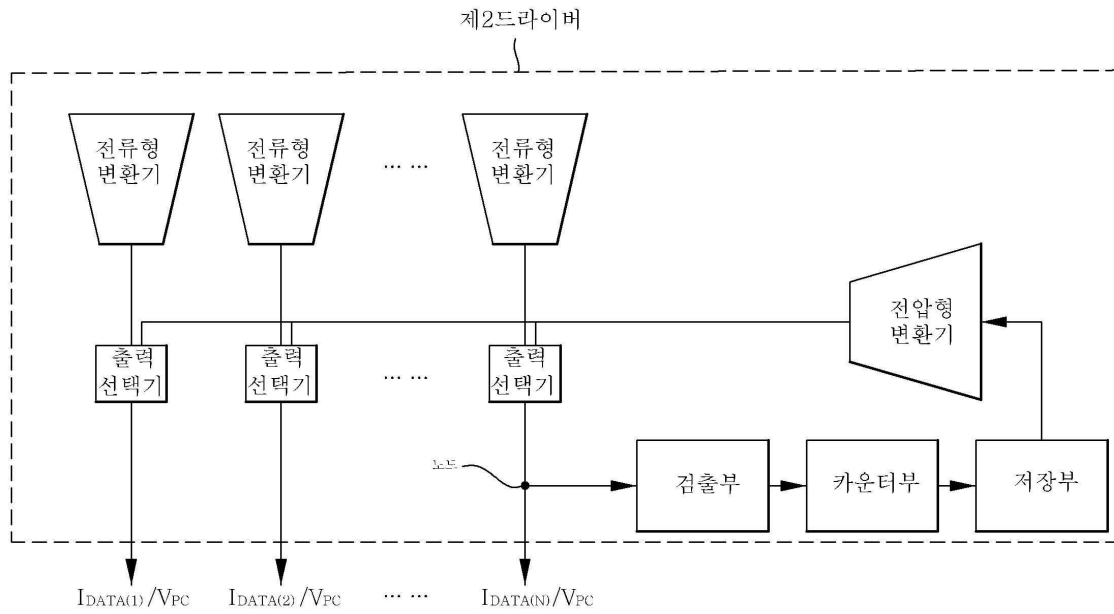 제2드라이버
전류형
변환기
전류형
변환기
... ...
전류형
변환기
전압형
변환기
출력
선택기
출력
선택기
... ...
출력
선택기
노드
검출부
카운터부
저장부
IDATA(1)/VPC
IDATA(2)/VPC
... ...
IDATA(N)/VPC